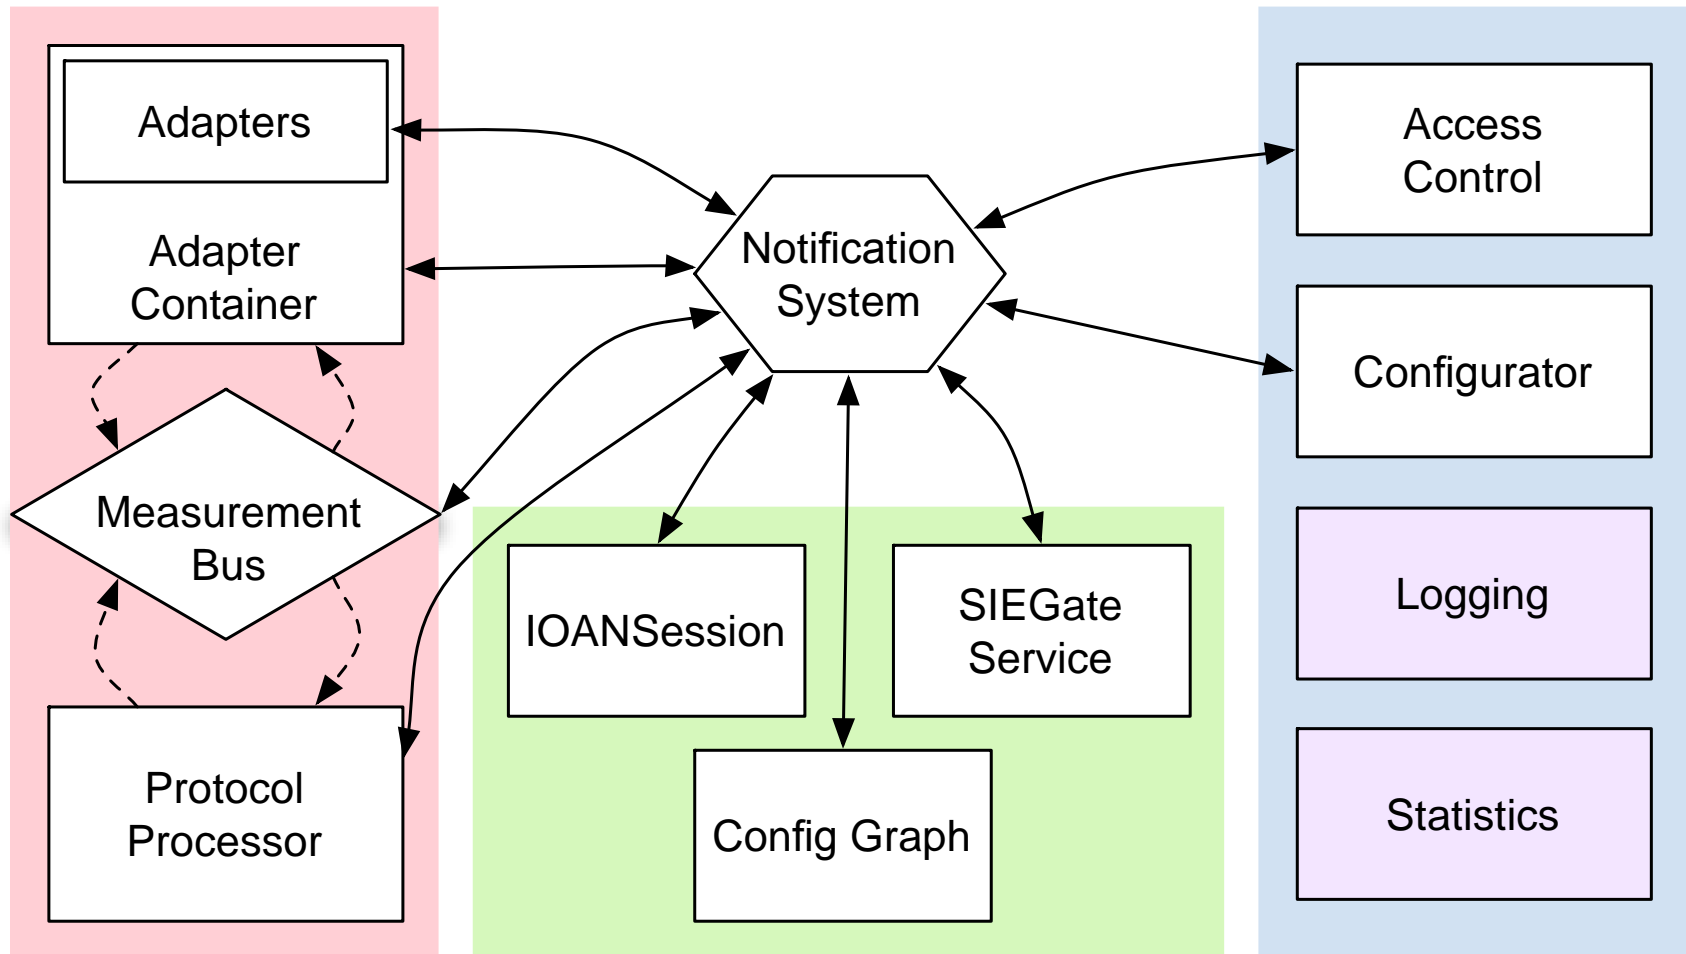 Adapters
Adapter
Container
Measurement
Bus
Protocol
Processor
Notification
System
IOANSession
SIEGate
Service
Config Graph
Access
Control
Configurator
Logging
Statistics